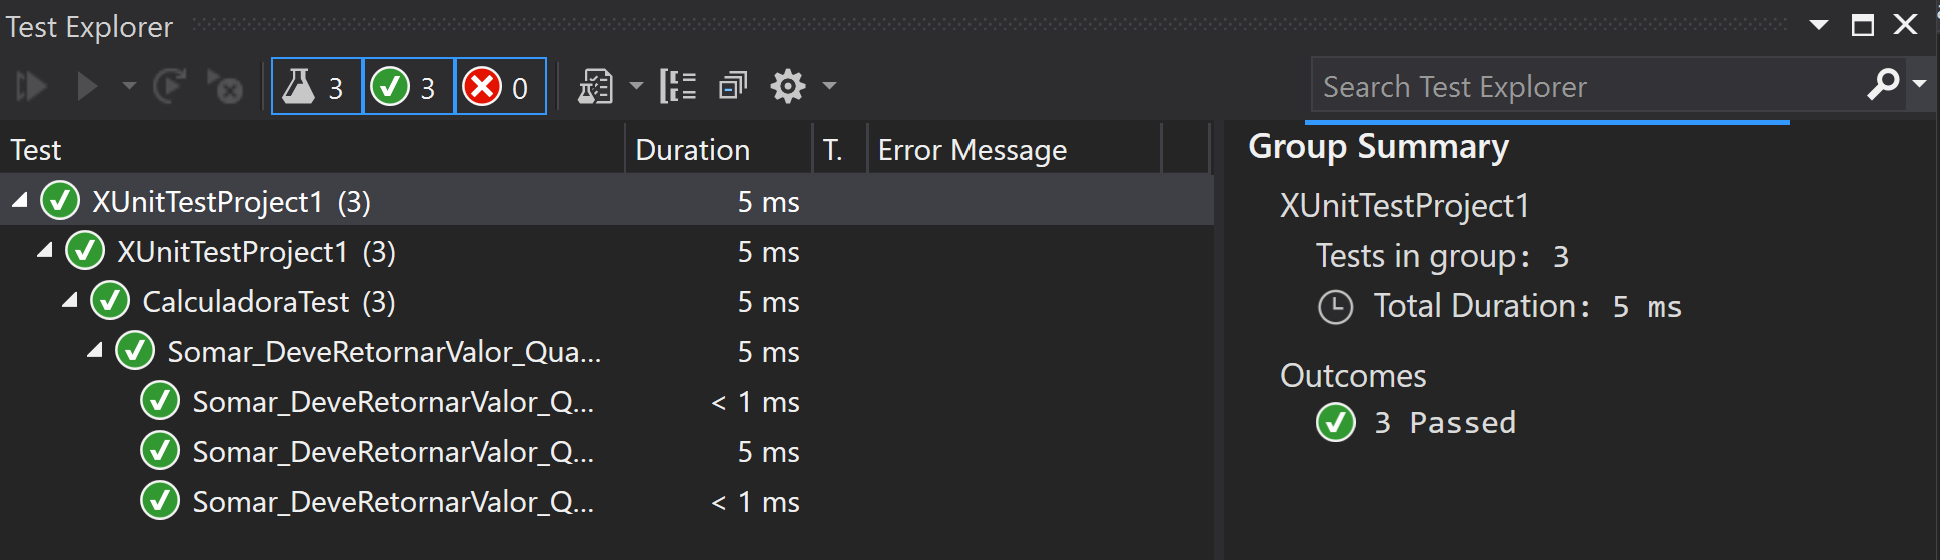 Test Explorer
3 3 0
Search Test Explorer
Test Duration T. Error Message
XUnitTestProject1 (3) 5 ms
XUnitTestProject1 (3) 5 ms
CalculadoraTest (3) 5 ms
Somar_DeveRetornarValor_Qua... 5 ms
Somar_DeveRetornarValor_Q... < 1 ms
Somar_DeveRetornarValor_Q... 5 ms
Somar_DeveRetornarValor_Q... < 1 ms
Group Summary
XUnitTestProject1
Tests in group: 3
Total Duration: 5 ms
Outcomes
3 Passed